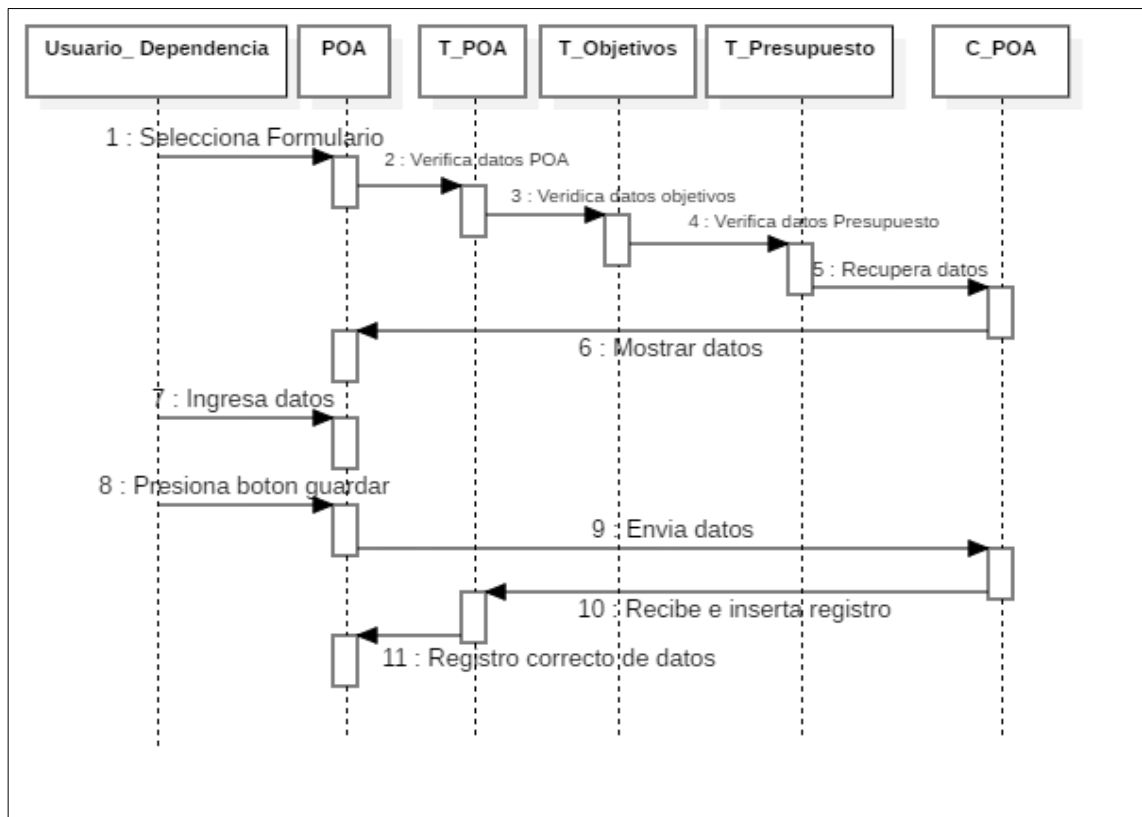 Usuario_ Dependencia
POA
T_POA
T_Objetivos
T_Presupuesto
C_POA
1 : Selecciona Formulario
2 : Verifica datos POA
3 : Veridica datos objetivos
4 : Verifica datos Presupuesto
5 : Recupera datos
6 : Mostrar datos
7 : Ingresa datos
8 : Presiona boton guardar
9 : Envia datos
10 : Recibe e inserta registro
11 : Registro correcto de datos